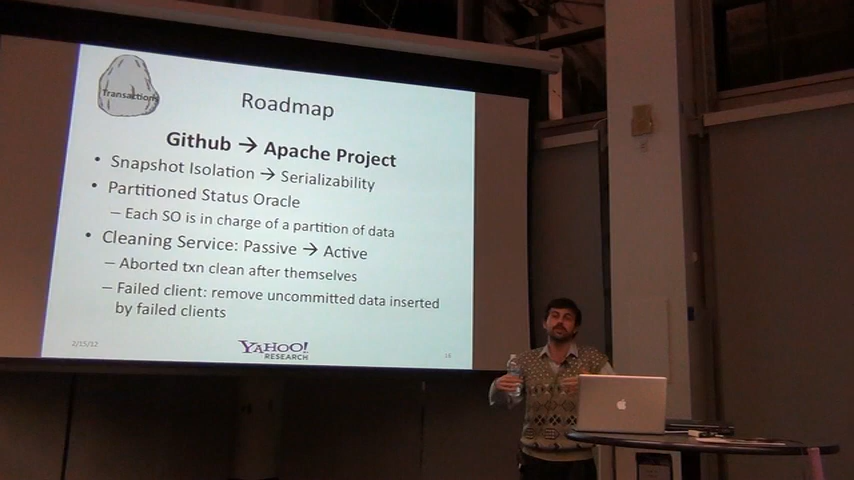 Transactions
Roadmap
Github → Apache Project
• Snapshot Isolation → Serializability
• Partitioned Status Oracle
– Each SO is in charge of a partition of data
• Cleaning Service: Passive → Active
– Aborted txn clean after themselves
– Failed client: remove uncommitted data inserted
by failed clients
2/15/12
YAHOO!
RESEARCH